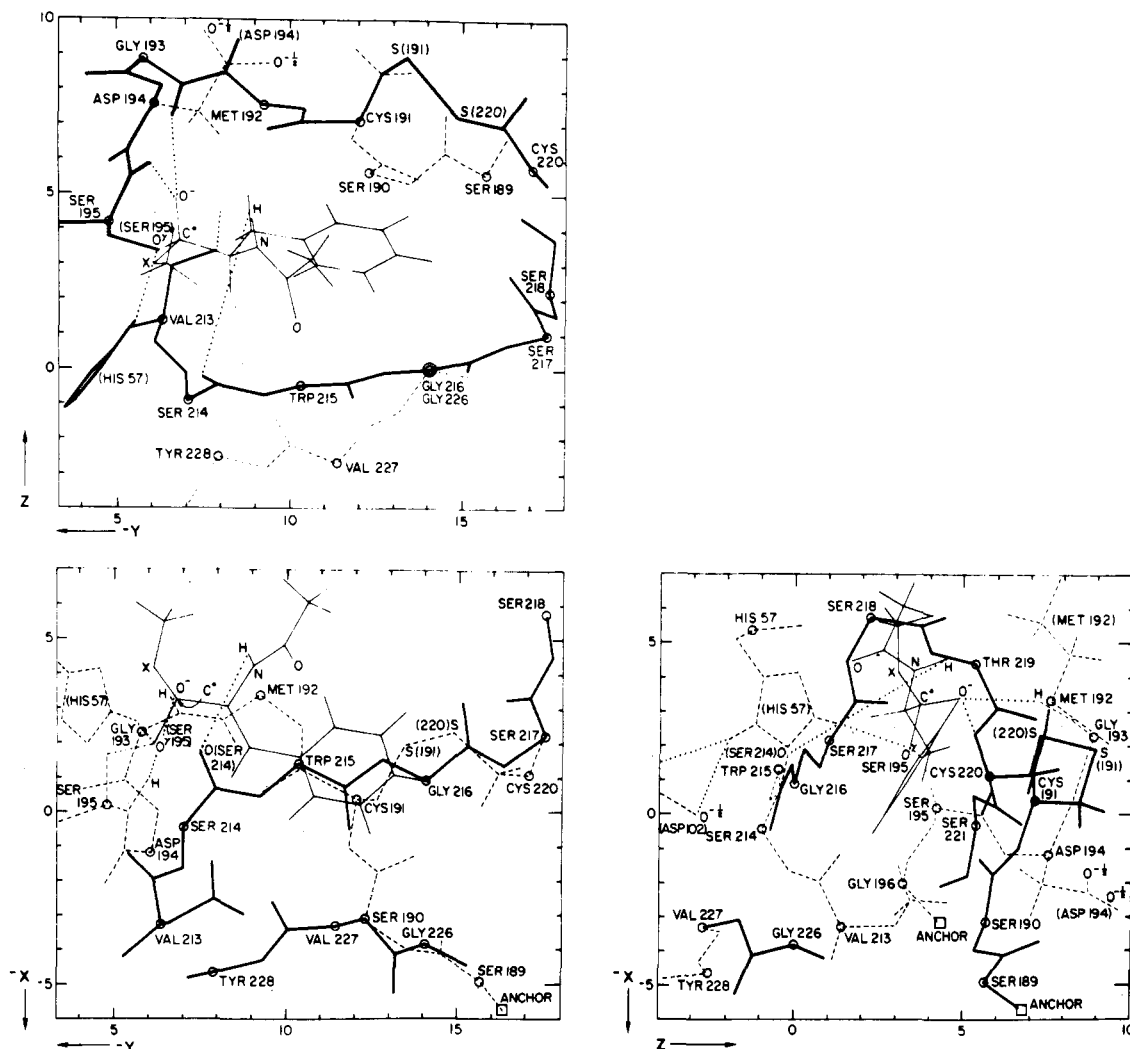 10
GLY 193
O-½
(ASP 194)
O-½
S(191)
ASP 194
MET 192
CYS 191
S(220)
CYS
220
SER 190
SER 189
5
O-
SER
195
(SER 195)
Oγ
C*
H
N
X
O
SER
218
VAL 213
SER
217
(HIS 57)
0
SER 214
TRP 215
GLY 216
GLY 226
TYR 228
VAL 227
Z
-Y
5
10
15
SER 218
5
X
O-
C*
H
N
O
H
MET 192
(HIS 57)
GLY
193
(SER
195)
Oγ
O(SER
214)
(220)S
S(191)
SER
217
H
TRP 215
CYS191
GLY 216
CYS
220
SER
195
0
SER 214
ASP
194
VAL 213
VAL 227
SER 190
GLY 226
SER
189
TYR 228
ANCHOR
-5
-X
-Y
5
10
15
HIS 57
SER 218
(MET 192)
5
O
N
H
THR 219
X
C*
O-
H
MET 192
(HIS 57)
GLY
193
(SER 214)O
SER 217
SER
195
Oγ
(220)S
S
(191)
TRP 215
GLY 216
CYS 220
CYS
191
0
O-½
(ASP 102)
SER 214
SER
195
SER
221
ASP 194
GLY 196
O-½
O-½
(ASP 194)
VAL 227
GLY 226
VAL 213
ANCHOR
SER 190
TYR 228
SER 189
ANCHOR
-5
-X
Z
0
5
10